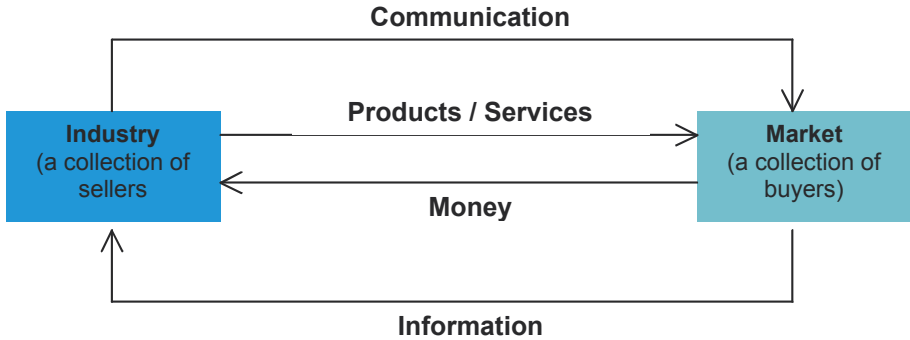 Communication
Products / Services
Industry
(a collection of
sellers
Market
(a collection of
buyers)
Money
Information